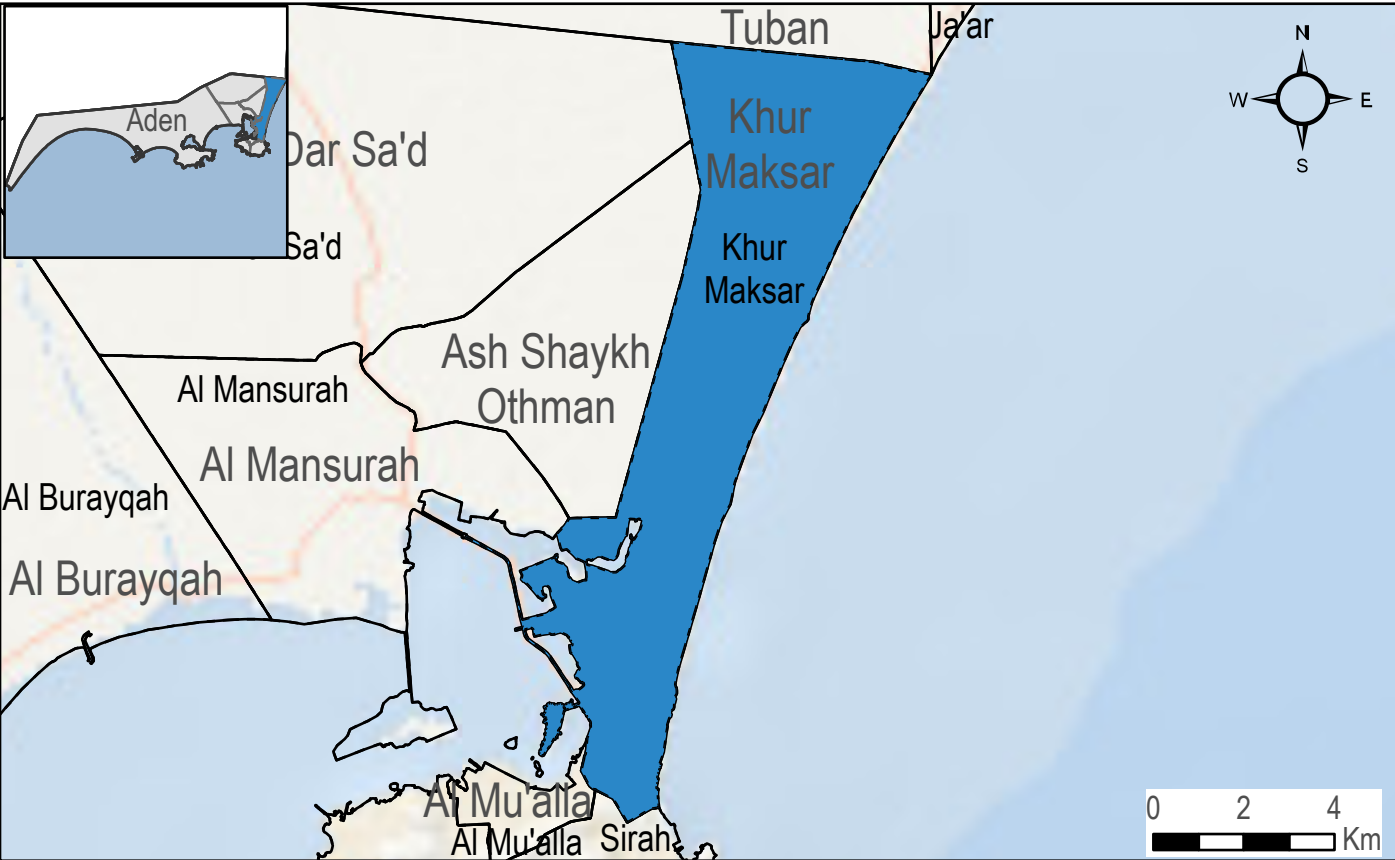 Tuban
Ja'ar
N
W
E
S
Aden
Khur
Maksar
Dar Sa'd
Sa'd
Khur
Maksar
Ash Shaykh
Othman
Al Mansurah
Al Mansurah
Al Burayqah
Al Burayqah
Al Mu'alla
Al Mu'alla
Sirah
0 2 4
Km